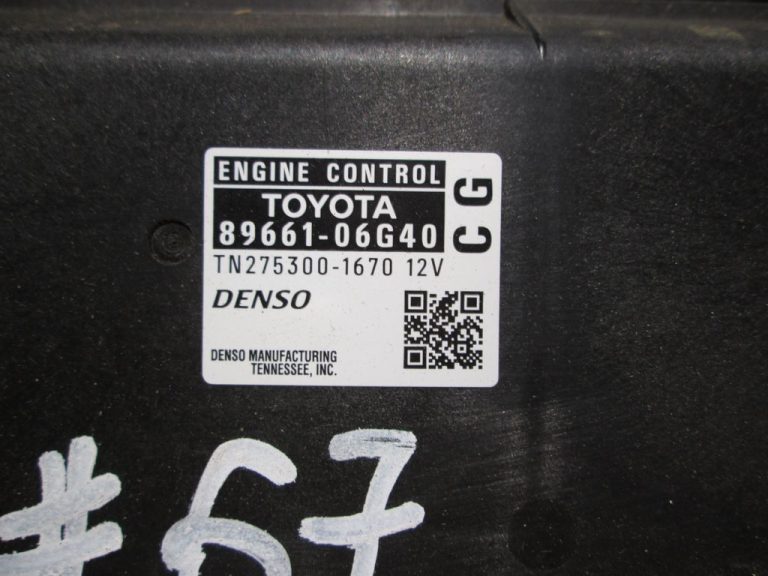 ENGINE CONTROL
TOYOTA
89661-06G40
CG
TN275300-1670 12V
DENSO
DENSO MANUFACTURING
TENNESSEE, INC.
#67